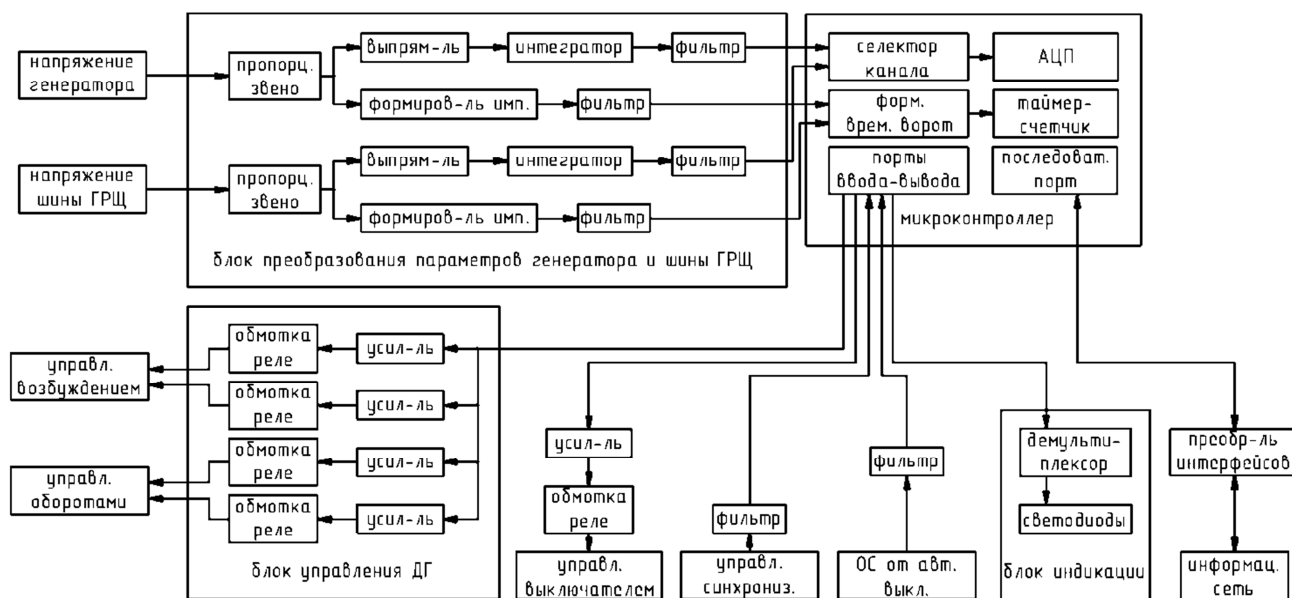 напряжение
генератора
пропорц.
звено
выпрям-ль
интегратор
фильтр
формиров-ль имп.
фильтр
напряжение
шины ГРЩ
пропорц.
звено
выпрям-ль
интегратор
фильтр
формиров-ль имп.
фильтр
блок преобразования параметров генератора и шины ГРЩ
селектор
канала
АЦП
форм.
врем. ворот
таймер-
счетчик
порты
ввода-вывода
последоват.
порт
микроконтроллер
управл.
возбуждением
управл.
оборотами
обмотка
реле
усил-ль
обмотка
реле
усил-ль
обмотка
реле
усил-ль
обмотка
реле
усил-ль
блок управления ДГ
усил-ль
обмотка
реле
управл.
выключателем
фильтр
управл.
синхрониз.
фильтр
ОС от авт.
выкл.
демульти-
плексор
светодиоды
блок индикации
преобр-ль
интерфейсов
информац.
сеть